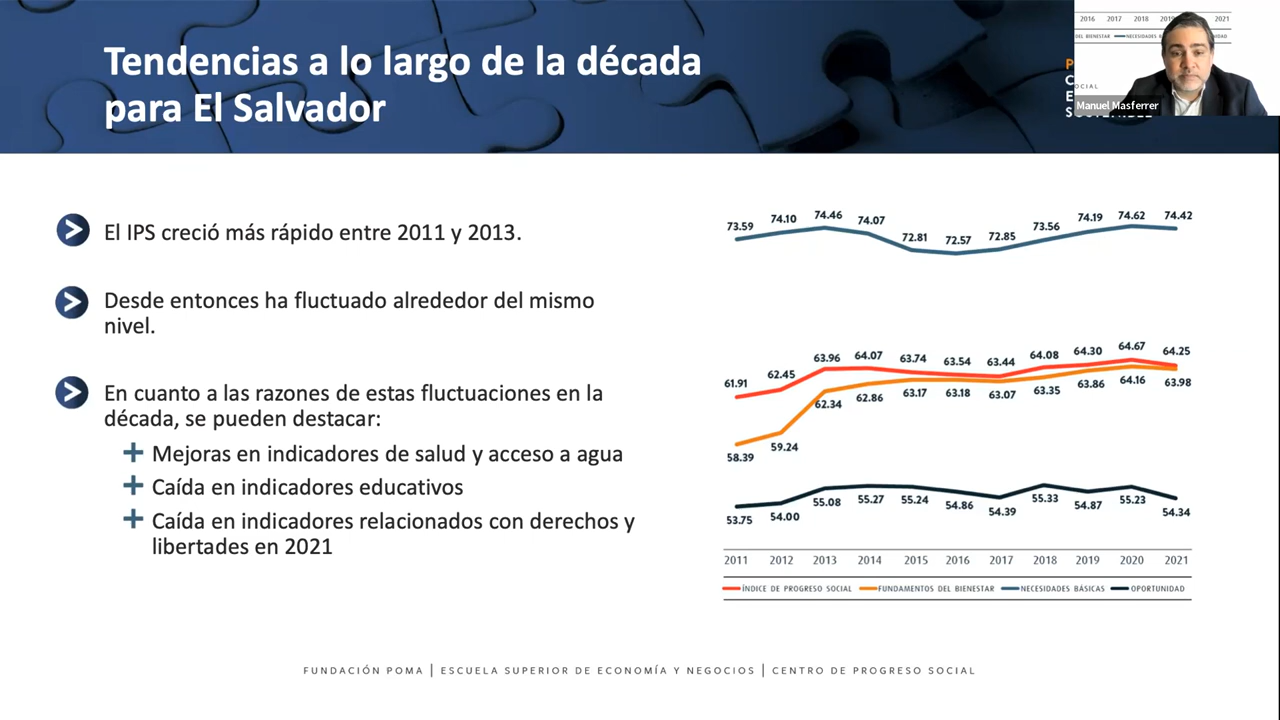 Tendencias a lo largo de la década
para El Salvador
2016 2017 2018 2021
Manuel Masferrer
El IPS creció más rápido entre 2011 y 2013.
Desde entonces ha fluctuado alrededor del mismo
nivel.
En cuanto a las razones de estas fluctuaciones en la
década, se pueden destacar:
Mejoras en indicadores de salud y acceso a agua
Caída en indicadores educativos
Caída en indicadores relacionados con derechos y
libertades en 2021
73.59 74.10 74.46 74.07 72.81 72.57 72.85 73.56 74.19 74.62 74.42
61.91 62.45 63.96 64.07 63.74 63.54 63.44 64.08 64.30 64.67 64.25
58.39 59.24 62.34 62.86 63.17 63.18 63.07 63.35 63.86 64.16 63.98
53.75 54.00 55.08 55.27 55.24 54.86 54.39 55.33 54.87 55.23 54.34
2011 2012 2013 2014 2015 2016 2017 2018 2019 2020 2021
ÍNDICE DE PROGRESO SOCIAL FUNDAMENTOS DEL BIENESTAR NECESIDADES BÁSICAS OPORTUNIDAD
FUNDACIÓN POMA | ESCUELA SUPERIOR DE ECONOMÍA Y NEGOCIOS | CENTRO DE PROGRESO SOCIAL